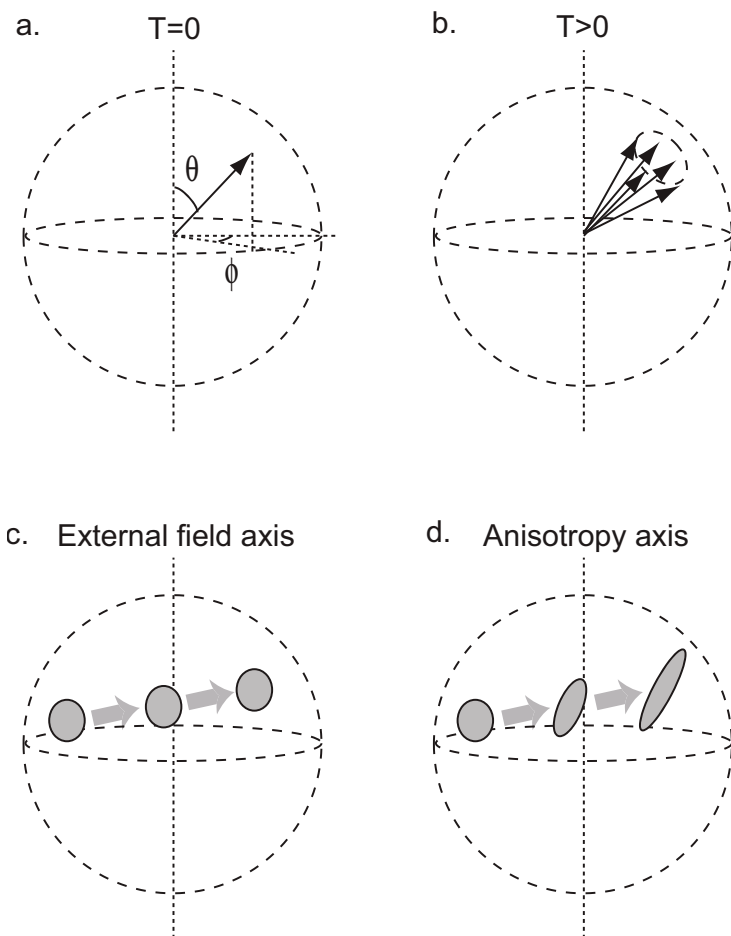 a. T=0
b. T>0
θ
ϕ
c. External field axis
d. Anisotropy axis